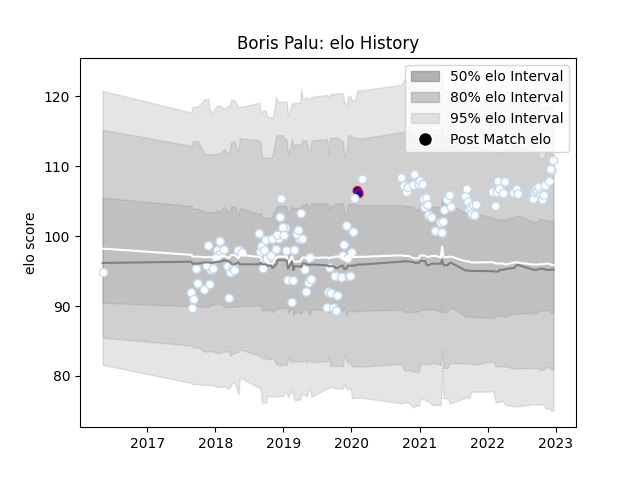 Boris Palu: elo History
50% elo Interval
80% elo Interval
95% elo Interval
Post Match elo
elo score
120
110
100
90
80
2017
2018
2019
2020
2021
2022
2023